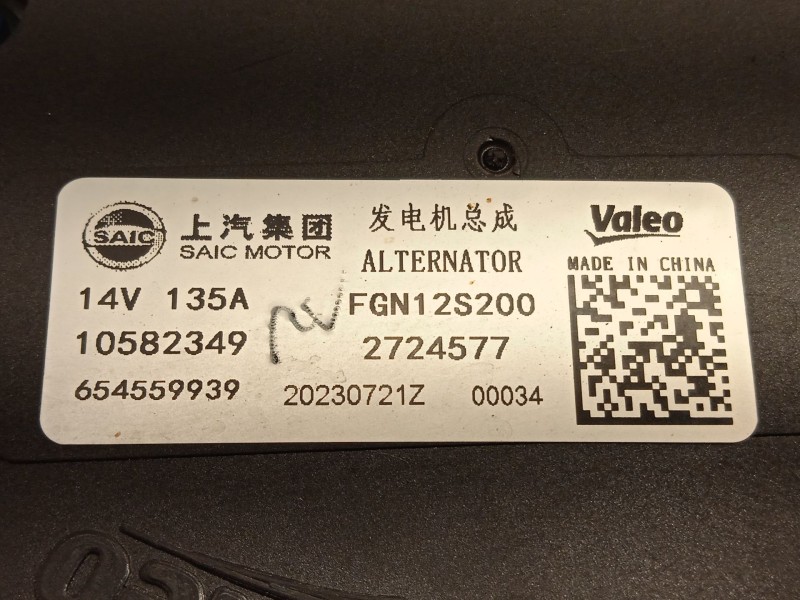 SAIC 上汽集团 发电机总成 Valeo
SAIC MOTOR ALTERNATOR MADE IN CHINA
14V 135A FGN12S200
10582349 2724577
654559939 20230721Z 00034